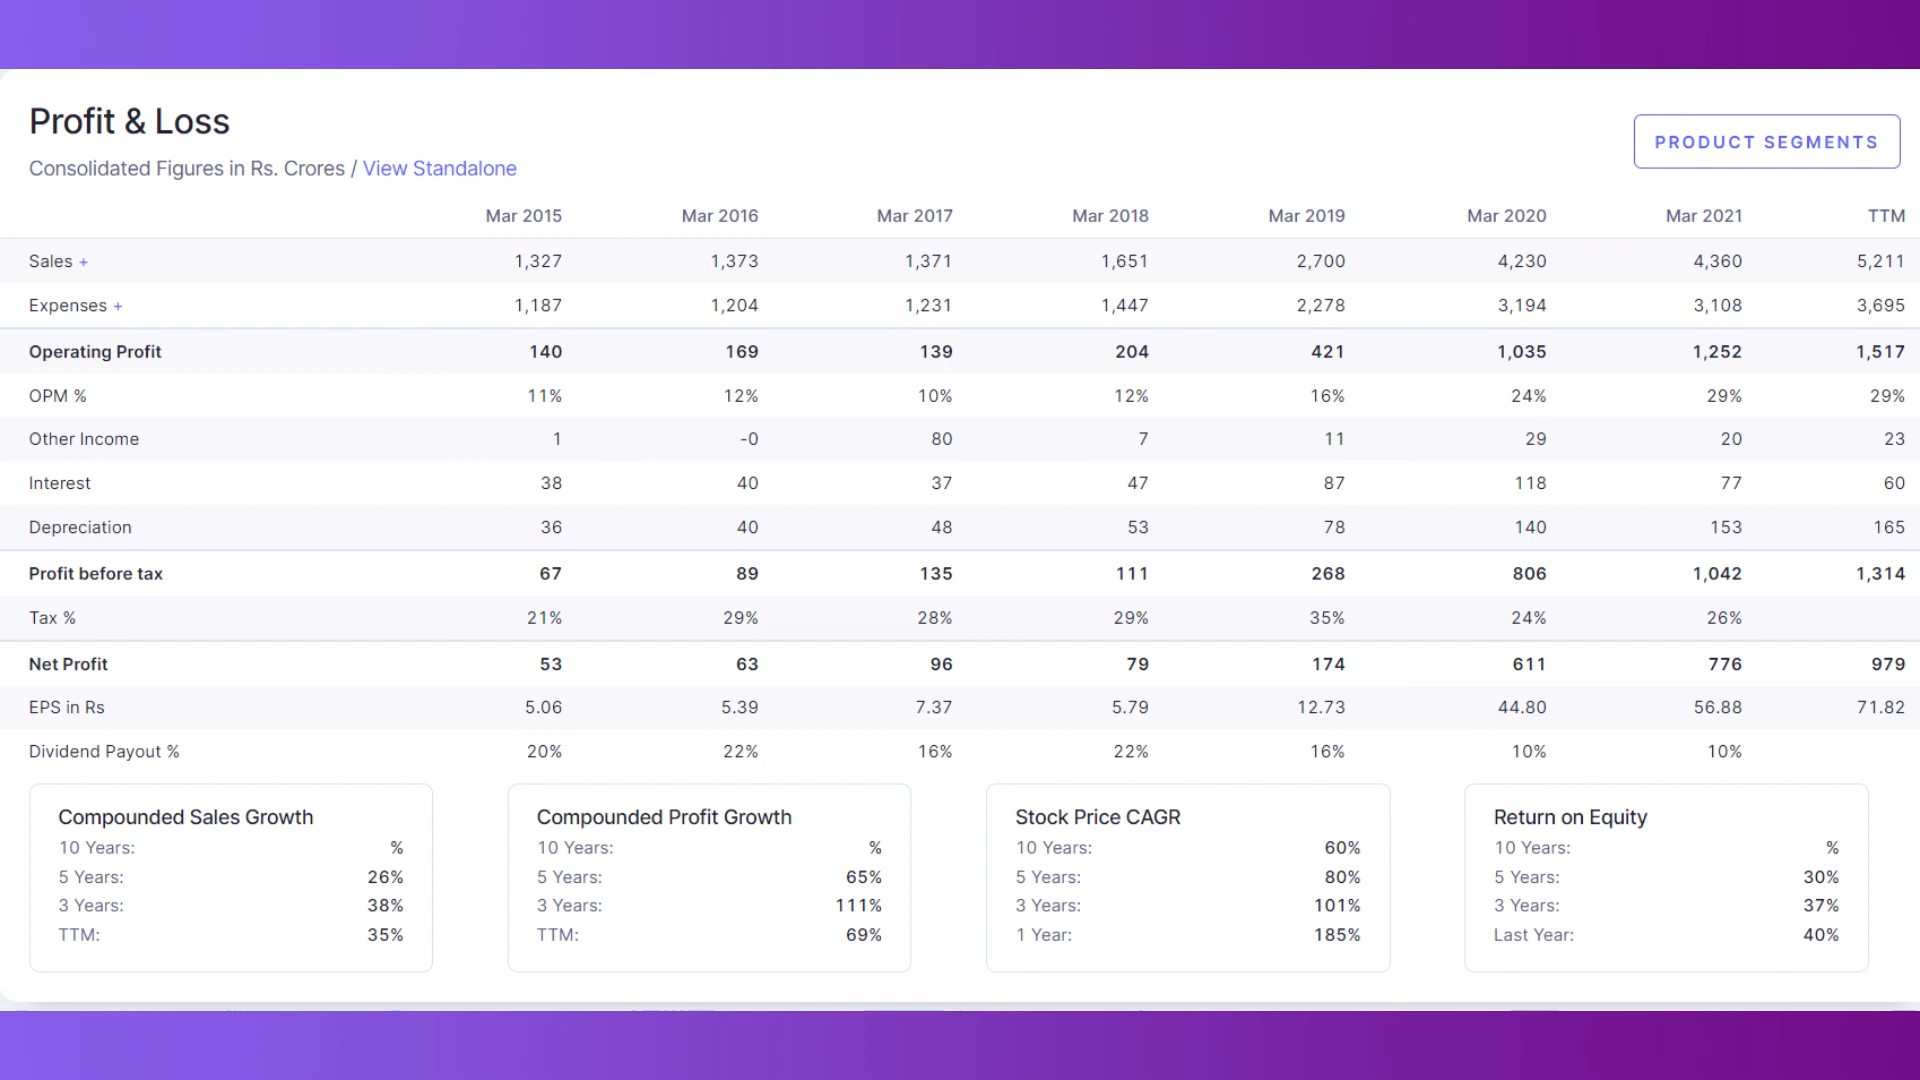 Profit & Loss
PRODUCT SEGMENTS
Consolidated Figures in Rs. Crores / View Standalone
Mar 2015 Mar 2016 Mar 2017 Mar 2018 Mar 2019 Mar 2020 Mar 2021 TTM
Sales + 1,327 1,373 1,371 1,651 2,700 4,230 4,360 5,211
Expenses + 1,187 1,204 1,231 1,447 2,278 3,194 3,108 3,695
Operating Profit 140 169 139 204 421 1,035 1,252 1,517
OPM % 11% 12% 10% 12% 16% 24% 29% 29%
Other Income 1 -0 80 7 11 29 20 23
Interest 38 40 37 47 87 118 77 60
Depreciation 36 40 48 53 78 140 153 165
Profit before tax 67 89 135 111 268 806 1,042 1,314
Tax % 21% 29% 28% 29% 35% 24% 26%
Net Profit 53 63 96 79 174 611 776 979
EPS in Rs 5.06 5.39 7.37 5.79 12.73 44.80 56.88 71.82
Dividend Payout % 20% 22% 16% 22% 16% 10% 10%
Compounded Sales Growth
10 Years: %
5 Years: 26%
3 Years: 38%
TTM: 35%
Compounded Profit Growth
10 Years: %
5 Years: 65%
3 Years: 111%
TTM: 69%
Stock Price CAGR
10 Years: 60%
5 Years: 80%
3 Years: 101%
1 Year: 185%
Return on Equity
10 Years: %
5 Years: 30%
3 Years: 37%
Last Year: 40%